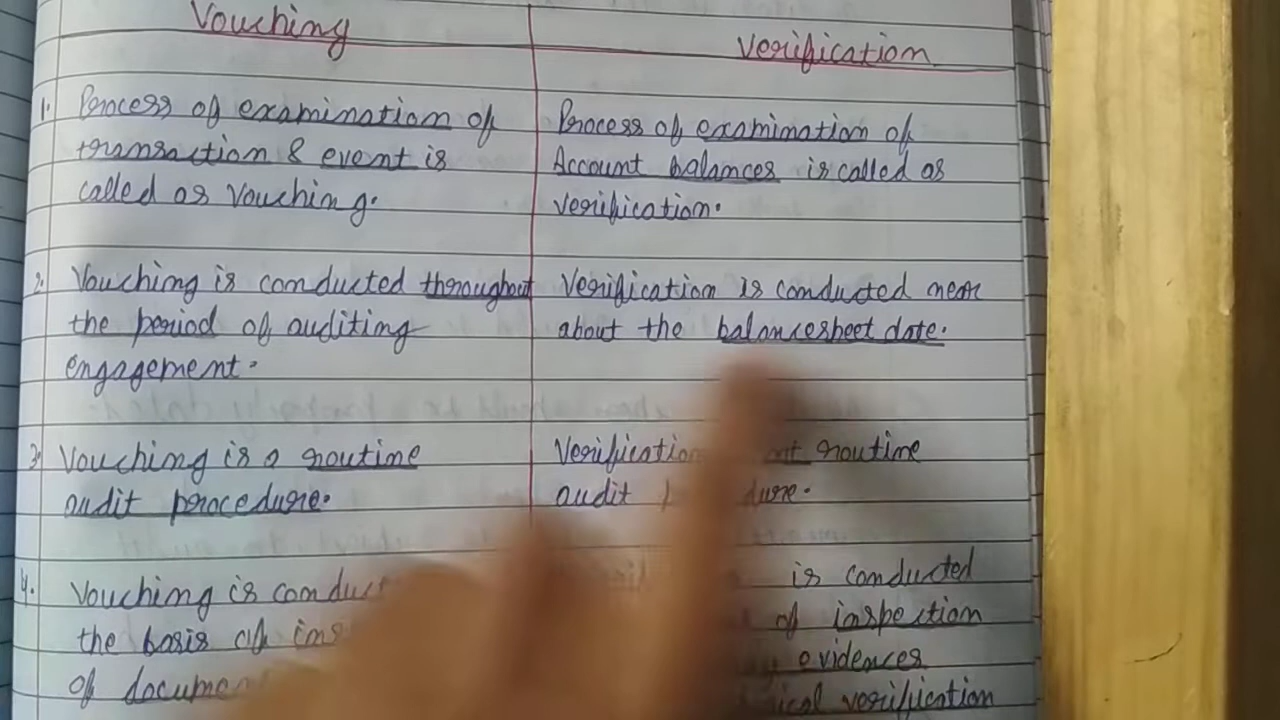 Vouching
Verification
1. Process of examination of
transaction & event is
called as Vouching.
Process of examination of
Account balances is called as
verification.
2. Vouching is conducted throughout
the period of auditing
engagement.
Verification is conducted near
about the balancesheet date.
3. Vouching is a routine
audit procedure.
Verification routine
audit
4. Vouching is
the basis of
of
is conducted
of inspection
evidences
verification